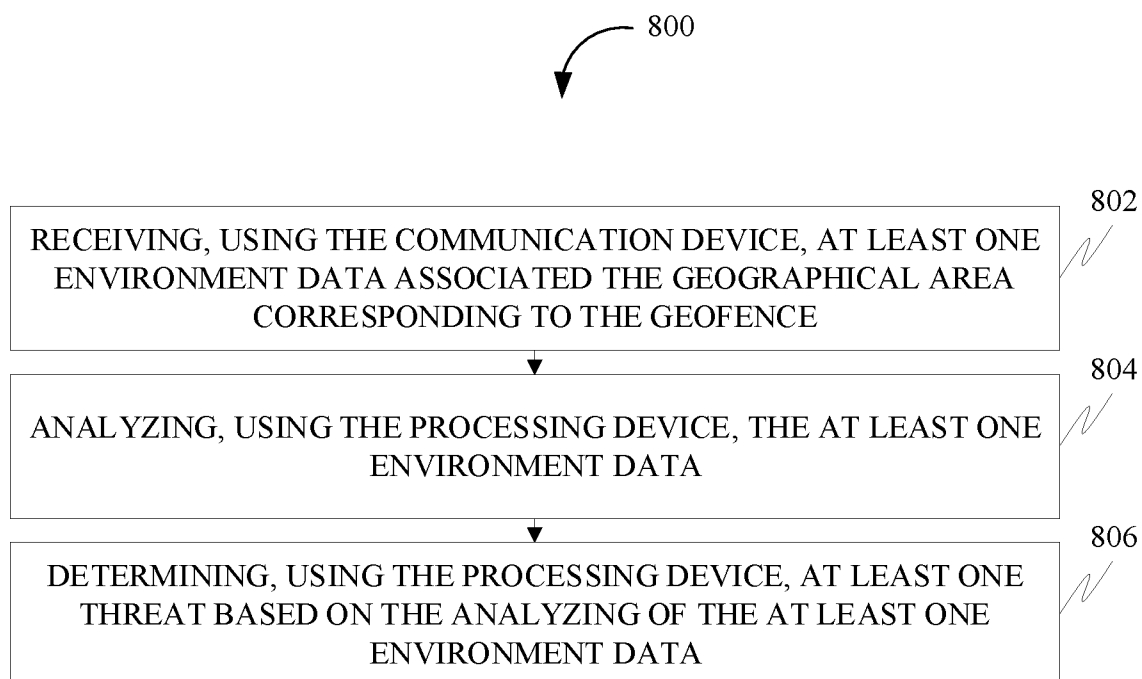 800
802
RECEIVING, USING THE COMMUNICATION DEVICE, AT LEAST ONE
ENVIRONMENT DATA ASSOCIATED THE GEOGRAPHICAL AREA
CORRESPONDING TO THE GEOFENCE
804
ANALYZING, USING THE PROCESSING DEVICE, THE AT LEAST ONE
ENVIRONMENT DATA
806
DETERMINING, USING THE PROCESSING DEVICE, AT LEAST ONE
THREAT BASED ON THE ANALYZING OF THE AT LEAST ONE
ENVIRONMENT DATA